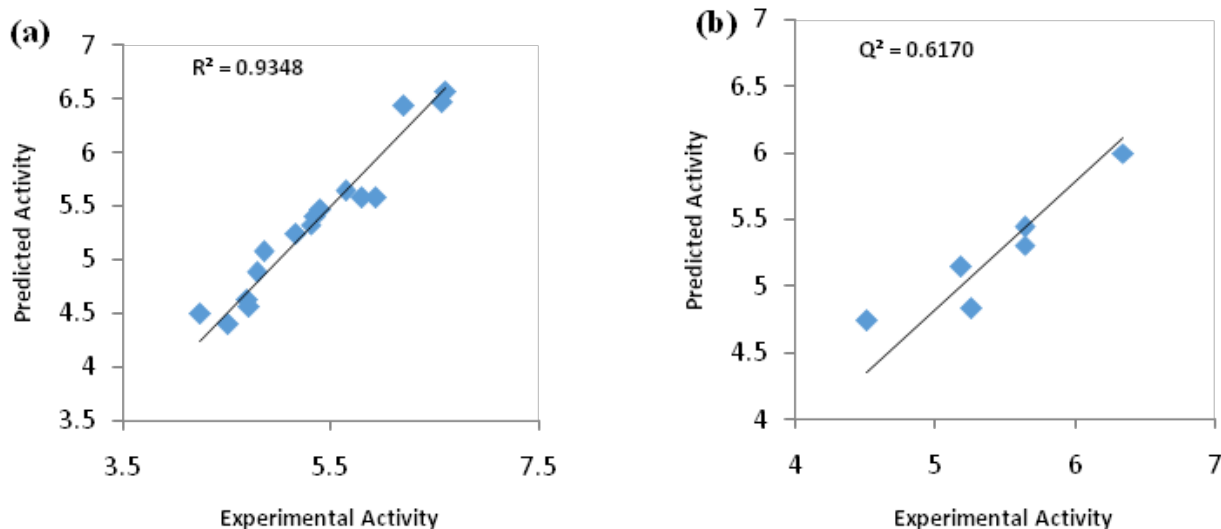 (a)
R² = 0.9348
7
6.5
6
5.5
5
4.5
4
3.5
Predicted Activity
3.5 5.5 7.5
Experimental Activity
(b)
Q² = 0.6170
7
6.5
6
5.5
5
4.5
4
Predicted Activity
4 5 6 7
Experimental Activity